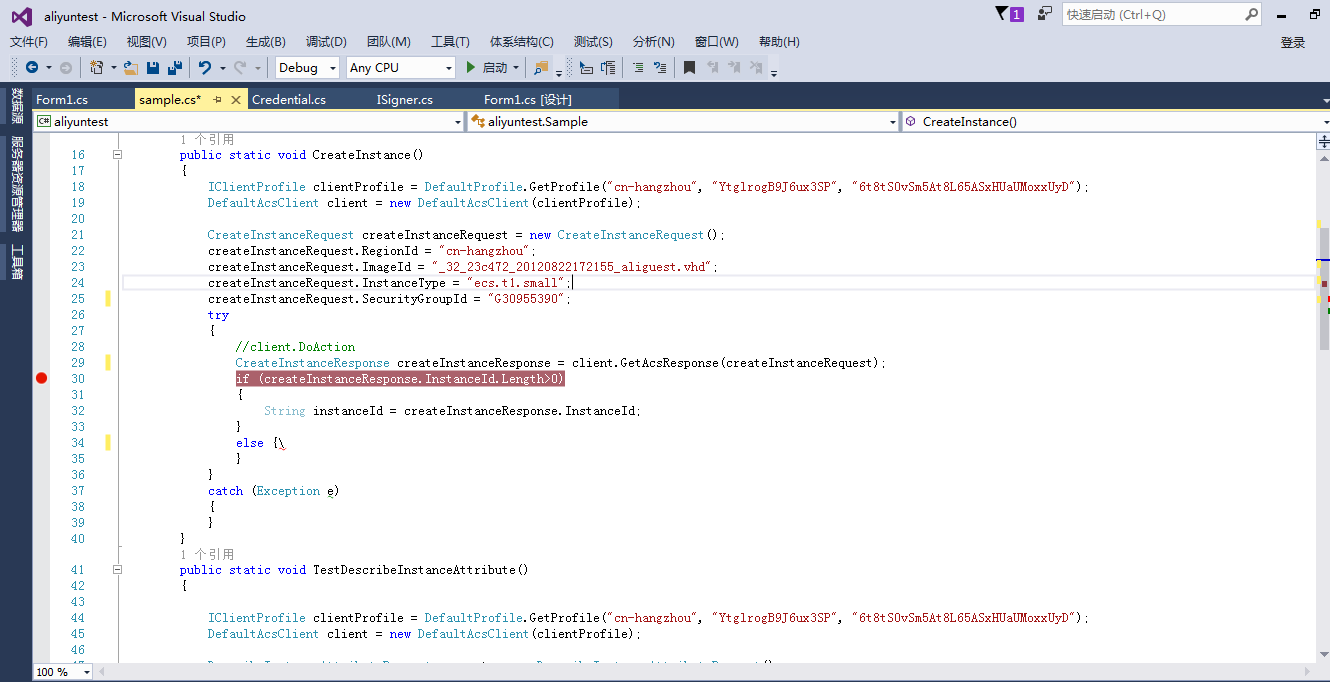 aliyuntest - Microsoft Visual Studio
1
快速启动 (Ctrl+Q)
文件(F) 编辑(E) 视图(V) 项目(P) 生成(B) 调试(D) 团队(M) 工具(T) 体系结构(C) 测试(S) 分析(N) 窗口(W) 帮助(H)
登录
Debug Any CPU 启动
数据源
服务器资源管理器
工具箱
Form1.cs sample.cs* Credential.cs ISigner.cs Form1.cs [设计]
C# aliyuntest aliyuntest.Sample CreateInstance()
1 个引用
16 public static void CreateInstance()
17 {
18 IClientProfile clientProfile = DefaultProfile.GetProfile("cn-hangzhou", "YtglrogB9J6ux3SP", "6t8tSOvSm5At8L65ASxHUaUMoxxUyD");
19 DefaultAcsClient client = new DefaultAcsClient(clientProfile);
20
21 CreateInstanceRequest createInstanceRequest = new CreateInstanceRequest();
22 createInstanceRequest.RegionId = "cn-hangzhou";
23 createInstanceRequest.ImageId = "_32_23c472_20120822172155_aliguest.vhd";
24 createInstanceRequest.InstanceType = "ecs.t1.small";
25 createInstanceRequest.SecurityGroupId = "G30955390";
26 try
27 {
28 //client.DoAction
29 CreateInstanceResponse createInstanceResponse = client.GetAcsResponse(createInstanceRequest);
30 if (createInstanceResponse.InstanceId.Length>0)
31 {
32 String instanceId = createInstanceResponse.InstanceId;
33 }
34 else {\
35 }
36 }
37 catch (Exception e)
38 {
39 }
40 }
1 个引用
41 public static void TestDescribeInstanceAttribute()
42 {
43
44 IClientProfile clientProfile = DefaultProfile.GetProfile("cn-hangzhou", "YtglrogB9J6ux3SP", "6t8tSOvSm5At8L65ASxHUaUMoxxUyD");
45 DefaultAcsClient client = new DefaultAcsClient(clientProfile);
46
100 %